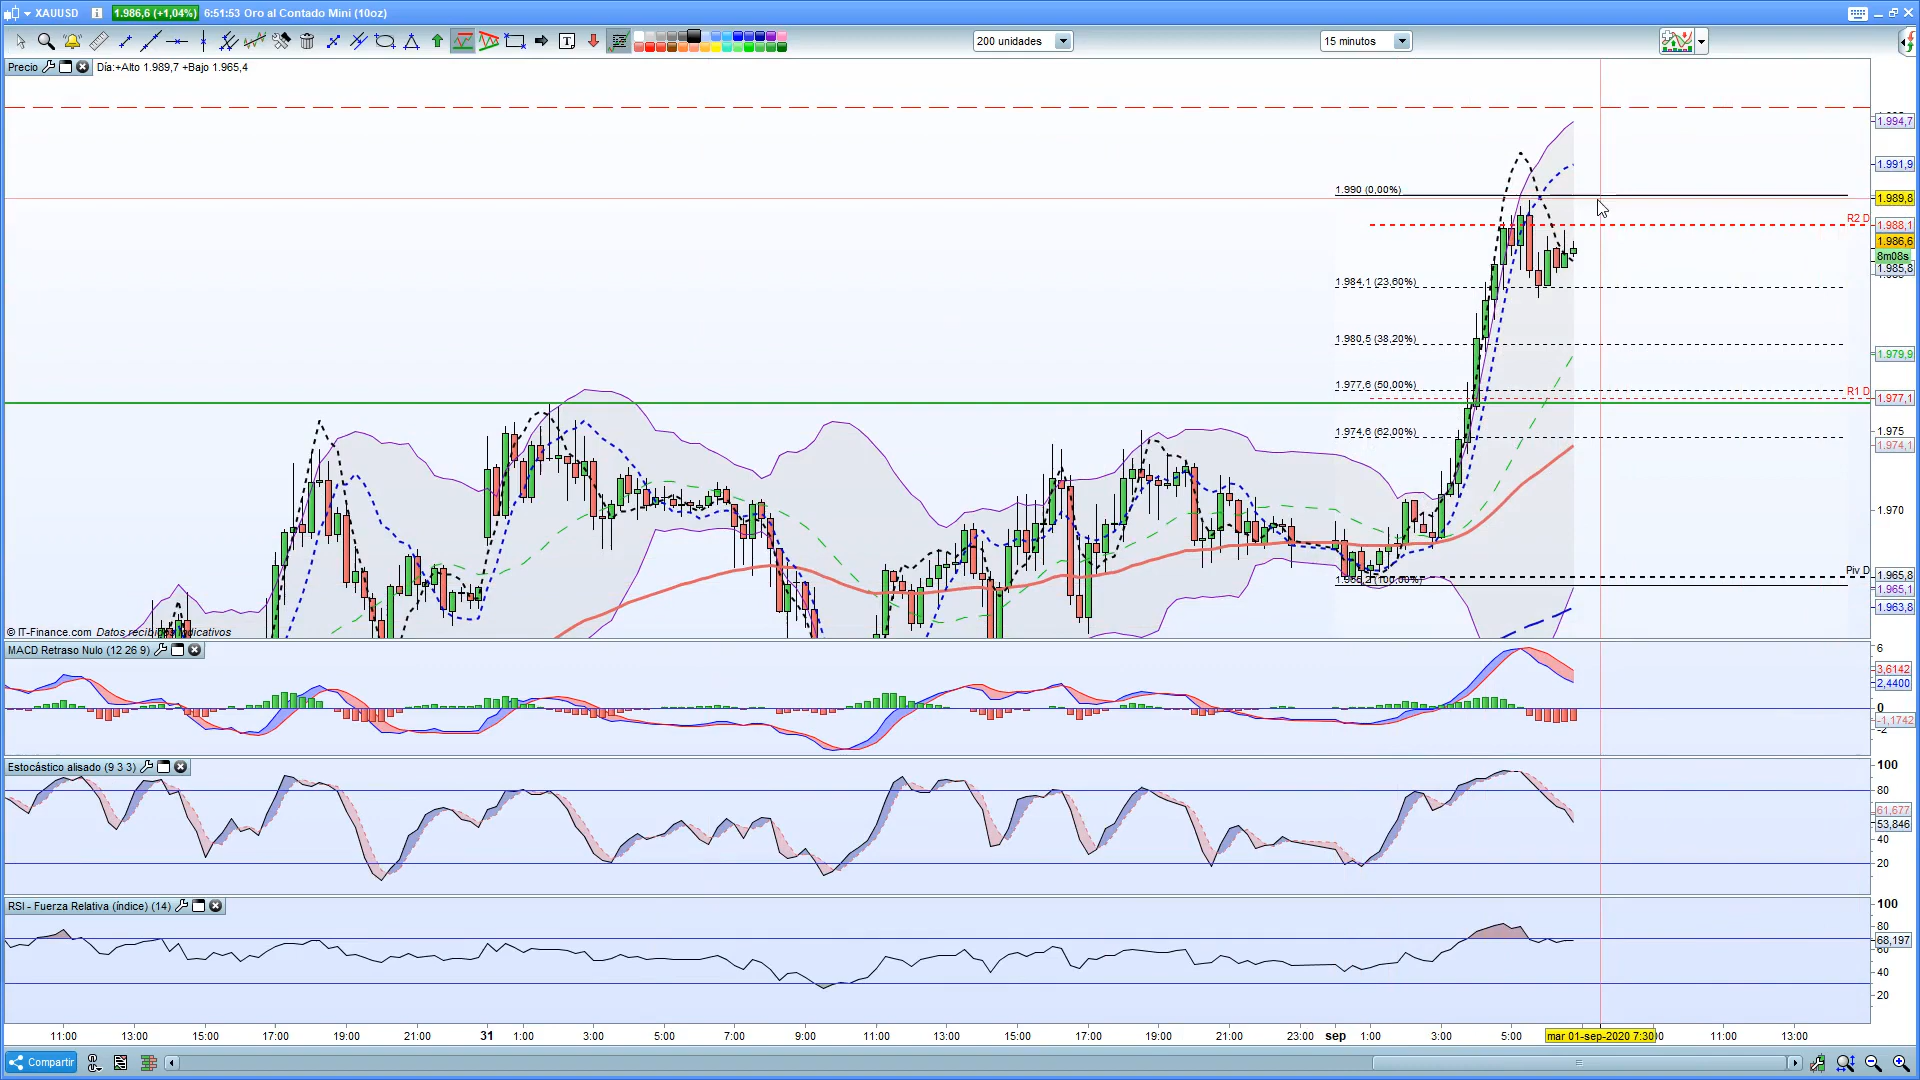 XAUUSD 1.986,6 (+1,04%) 6:51:53 Oro al Contado Mini (10oz)
200 unidades 15 minutos
Precio Día:+Alto 1.989,7 +Bajo 1.965,4
1.994,7
1.991,9
1.990 (0,00%)
1.989,8
R2 D
1.988,1
1.986,6
8m08s
1.985,8
1.984,1 (23,60%)
1.980,5 (38,20%)
1.979,9
1.977,6 (50,00%)
R1 D
1.977,1
1.974,6 (62,00%)
1.975
1.974,1
1.970
Piv D
1.965,8
1.965,2 (100,00%)
1.965,1
1.963,8
© IT-Finance.com Datos recibidos indicativos
MACD Retraso Nulo (12 26 9)
6
3,6142
2,4400
0
-1,1742
-2
Estocástico alisado (9 3 3)
100
80
61,677
53,846
40
20
RSI - Fuerza Relativa (índice) (14)
100
80
68,197
60
40
20
11:00 13:00 15:00 17:00 19:00 21:00 31 1:00 3:00 5:00 7:00 9:00 11:00 13:00 15:00 17:00 19:00 21:00 23:00 sep 1:00 3:00 5:00 mar 01-sep-2020 7:30 11:00 13:00
Compartir